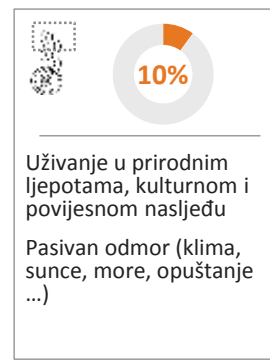 10%
Uživanje u prirodnim
ljepotama, kulturnom i
povijesnom nasljeđu
Pasivan odmor (klima,
sunce, more, opuštanje
…)